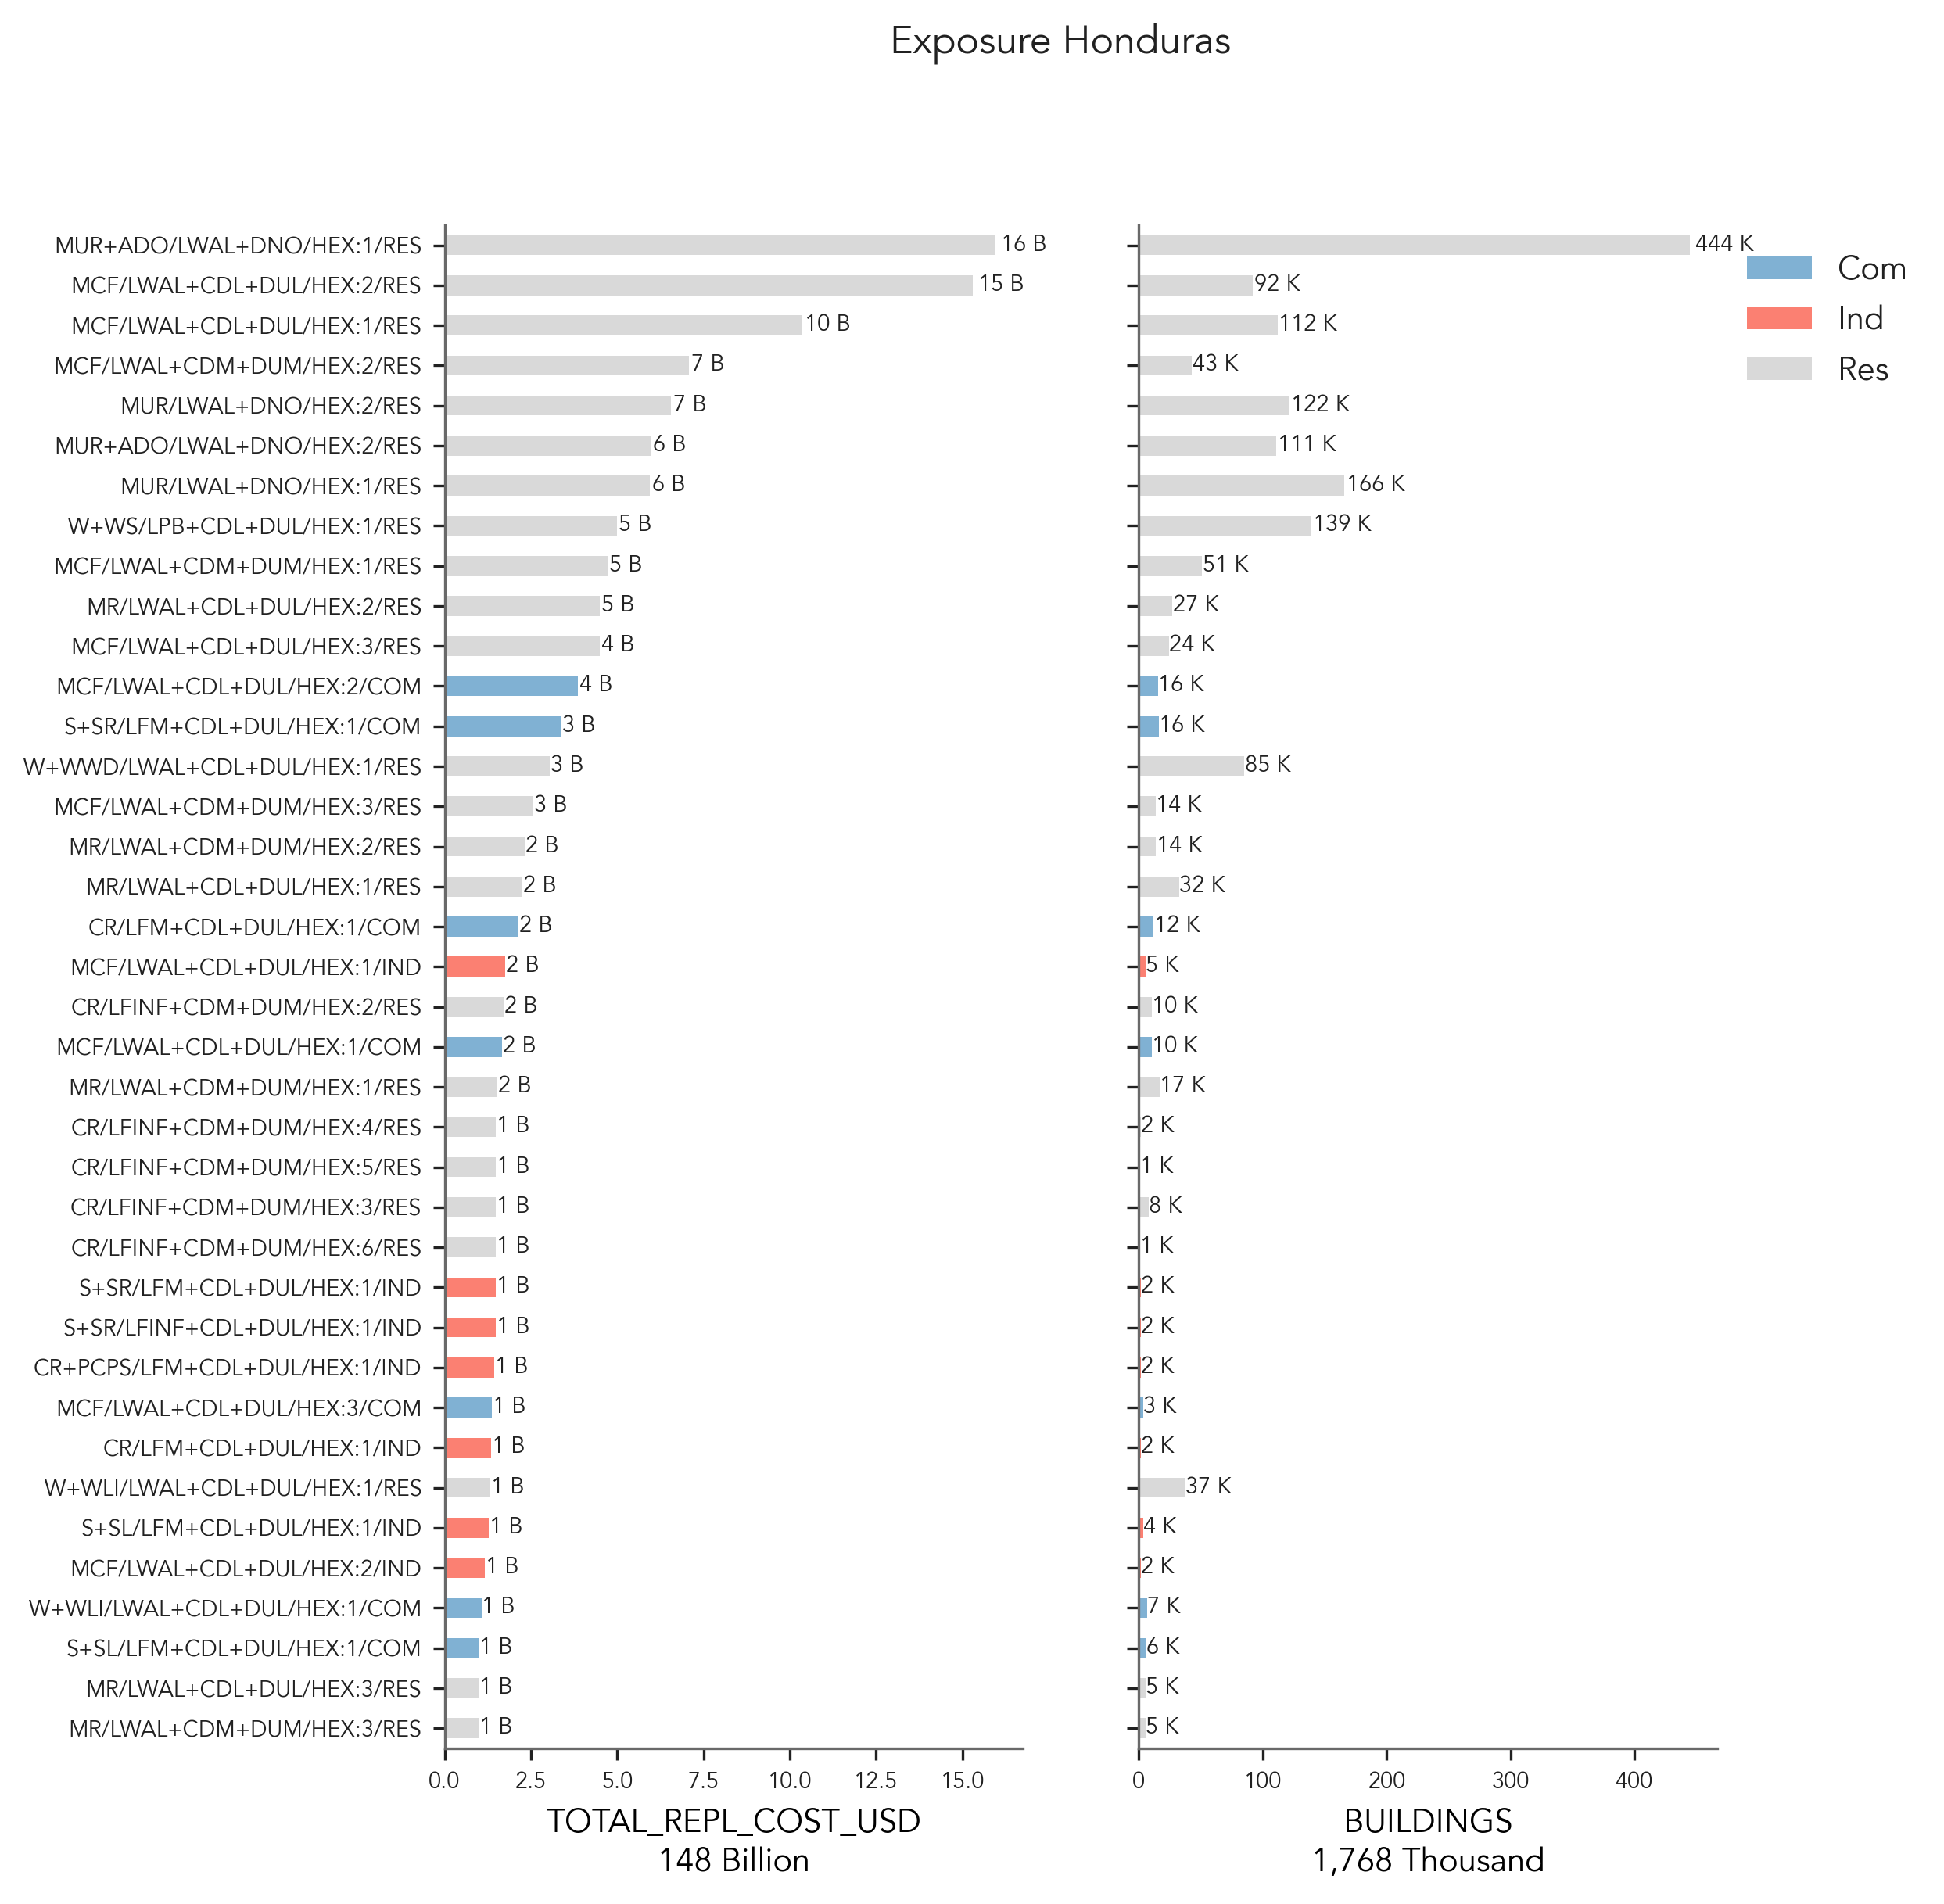 Exposure Honduras
MUR+ADO/LWAL+DNO/HEX:1/RES 16 B 444 K
MCF/LWAL+CDL+DUL/HEX:2/RES 15 B 92 K
MCF/LWAL+CDL+DUL/HEX:1/RES 10 B 112 K
MCF/LWAL+CDM+DUM/HEX:2/RES 7 B 43 K
MUR/LWAL+DNO/HEX:2/RES 7 B 122 K
MUR+ADO/LWAL+DNO/HEX:2/RES 6 B 111 K
MUR/LWAL+DNO/HEX:1/RES 6 B 166 K
W+WS/LPB+CDL+DUL/HEX:1/RES 5 B 139 K
MCF/LWAL+CDM+DUM/HEX:1/RES 5 B 51 K
MR/LWAL+CDL+DUL/HEX:2/RES 5 B 27 K
MCF/LWAL+CDL+DUL/HEX:3/RES 4 B 24 K
MCF/LWAL+CDL+DUL/HEX:2/COM 4 B 16 K
S+SR/LFM+CDL+DUL/HEX:1/COM 3 B 16 K
W+WWD/LWAL+CDL+DUL/HEX:1/RES 3 B 85 K
MCF/LWAL+CDM+DUM/HEX:3/RES 3 B 14 K
MR/LWAL+CDM+DUM/HEX:2/RES 2 B 14 K
MR/LWAL+CDL+DUL/HEX:1/RES 2 B 32 K
CR/LFM+CDL+DUL/HEX:1/COM 2 B 12 K
MCF/LWAL+CDL+DUL/HEX:1/IND 2 B 5 K
CR/LFINF+CDM+DUM/HEX:2/RES 2 B 10 K
MCF/LWAL+CDL+DUL/HEX:1/COM 2 B 10 K
MR/LWAL+CDM+DUM/HEX:1/RES 2 B 17 K
CR/LFINF+CDM+DUM/HEX:4/RES 1 B 2 K
CR/LFINF+CDM+DUM/HEX:5/RES 1 B 1 K
CR/LFINF+CDM+DUM/HEX:3/RES 1 B 8 K
CR/LFINF+CDM+DUM/HEX:6/RES 1 B 1 K
S+SR/LFM+CDL+DUL/HEX:1/IND 1 B 2 K
S+SR/LFINF+CDL+DUL/HEX:1/IND 1 B 2 K
CR+PCPS/LFM+CDL+DUL/HEX:1/IND 1 B 2 K
MCF/LWAL+CDL+DUL/HEX:3/COM 1 B 3 K
CR/LFM+CDL+DUL/HEX:1/IND 1 B 2 K
W+WLI/LWAL+CDL+DUL/HEX:1/RES 1 B 37 K
S+SL/LFM+CDL+DUL/HEX:1/IND 1 B 4 K
MCF/LWAL+CDL+DUL/HEX:2/IND 1 B 2 K
W+WLI/LWAL+CDL+DUL/HEX:1/COM 1 B 7 K
S+SL/LFM+CDL+DUL/HEX:1/COM 1 B 6 K
MR/LWAL+CDL+DUL/HEX:3/RES 1 B 5 K
MR/LWAL+CDM+DUM/HEX:3/RES 1 B 5 K
0.0 2.5 5.0 7.5 10.0 12.5 15.0
TOTAL_REPL_COST_USD
148 Billion
0 100 200 300 400
BUILDINGS
1,768 Thousand
Com
Ind
Res